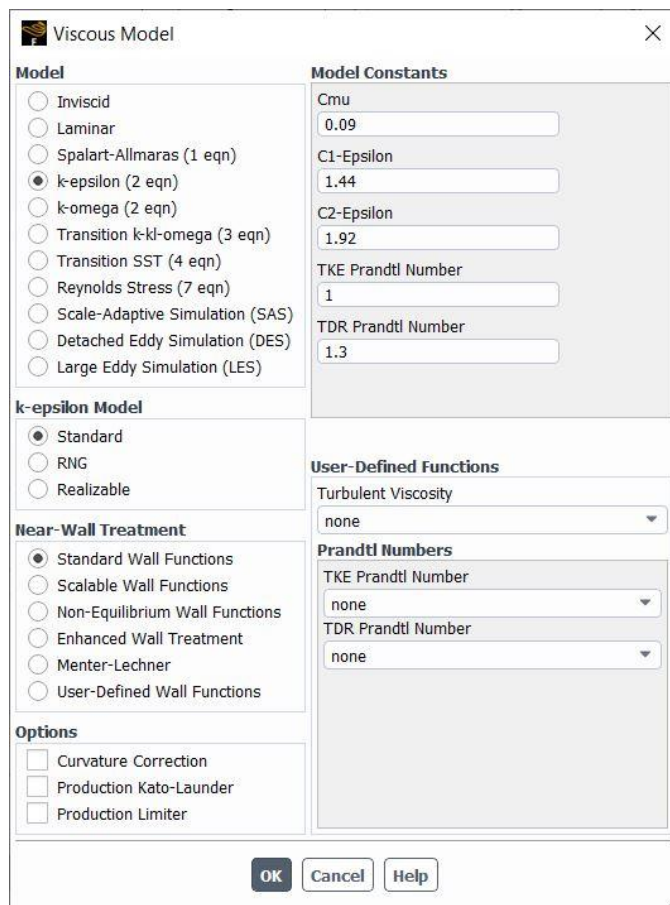 Viscous Model
Model
Inviscid
Laminar
Spalart-Allmaras (1 eqn)
k-epsilon (2 eqn)
k-omega (2 eqn)
Transition k-kl-omega (3 eqn)
Transition SST (4 eqn)
Reynolds Stress (7 eqn)
Scale-Adaptive Simulation (SAS)
Detached Eddy Simulation (DES)
Large Eddy Simulation (LES)
k-epsilon Model
Standard
RNG
Realizable
Near-Wall Treatment
Standard Wall Functions
Scalable Wall Functions
Non-Equilibrium Wall Functions
Enhanced Wall Treatment
Menter-Lechner
User-Defined Wall Functions
Options
Curvature Correction
Production Kato-Launder
Production Limiter
Model Constants
Cmu
0.09
C1-Epsilon
1.44
C2-Epsilon
1.92
TKE Prandtl Number
1
TDR Prandtl Number
1.3
User-Defined Functions
Turbulent Viscosity
none
Prandtl Numbers
TKE Prandtl Number
none
TDR Prandtl Number
none
OK Cancel Help